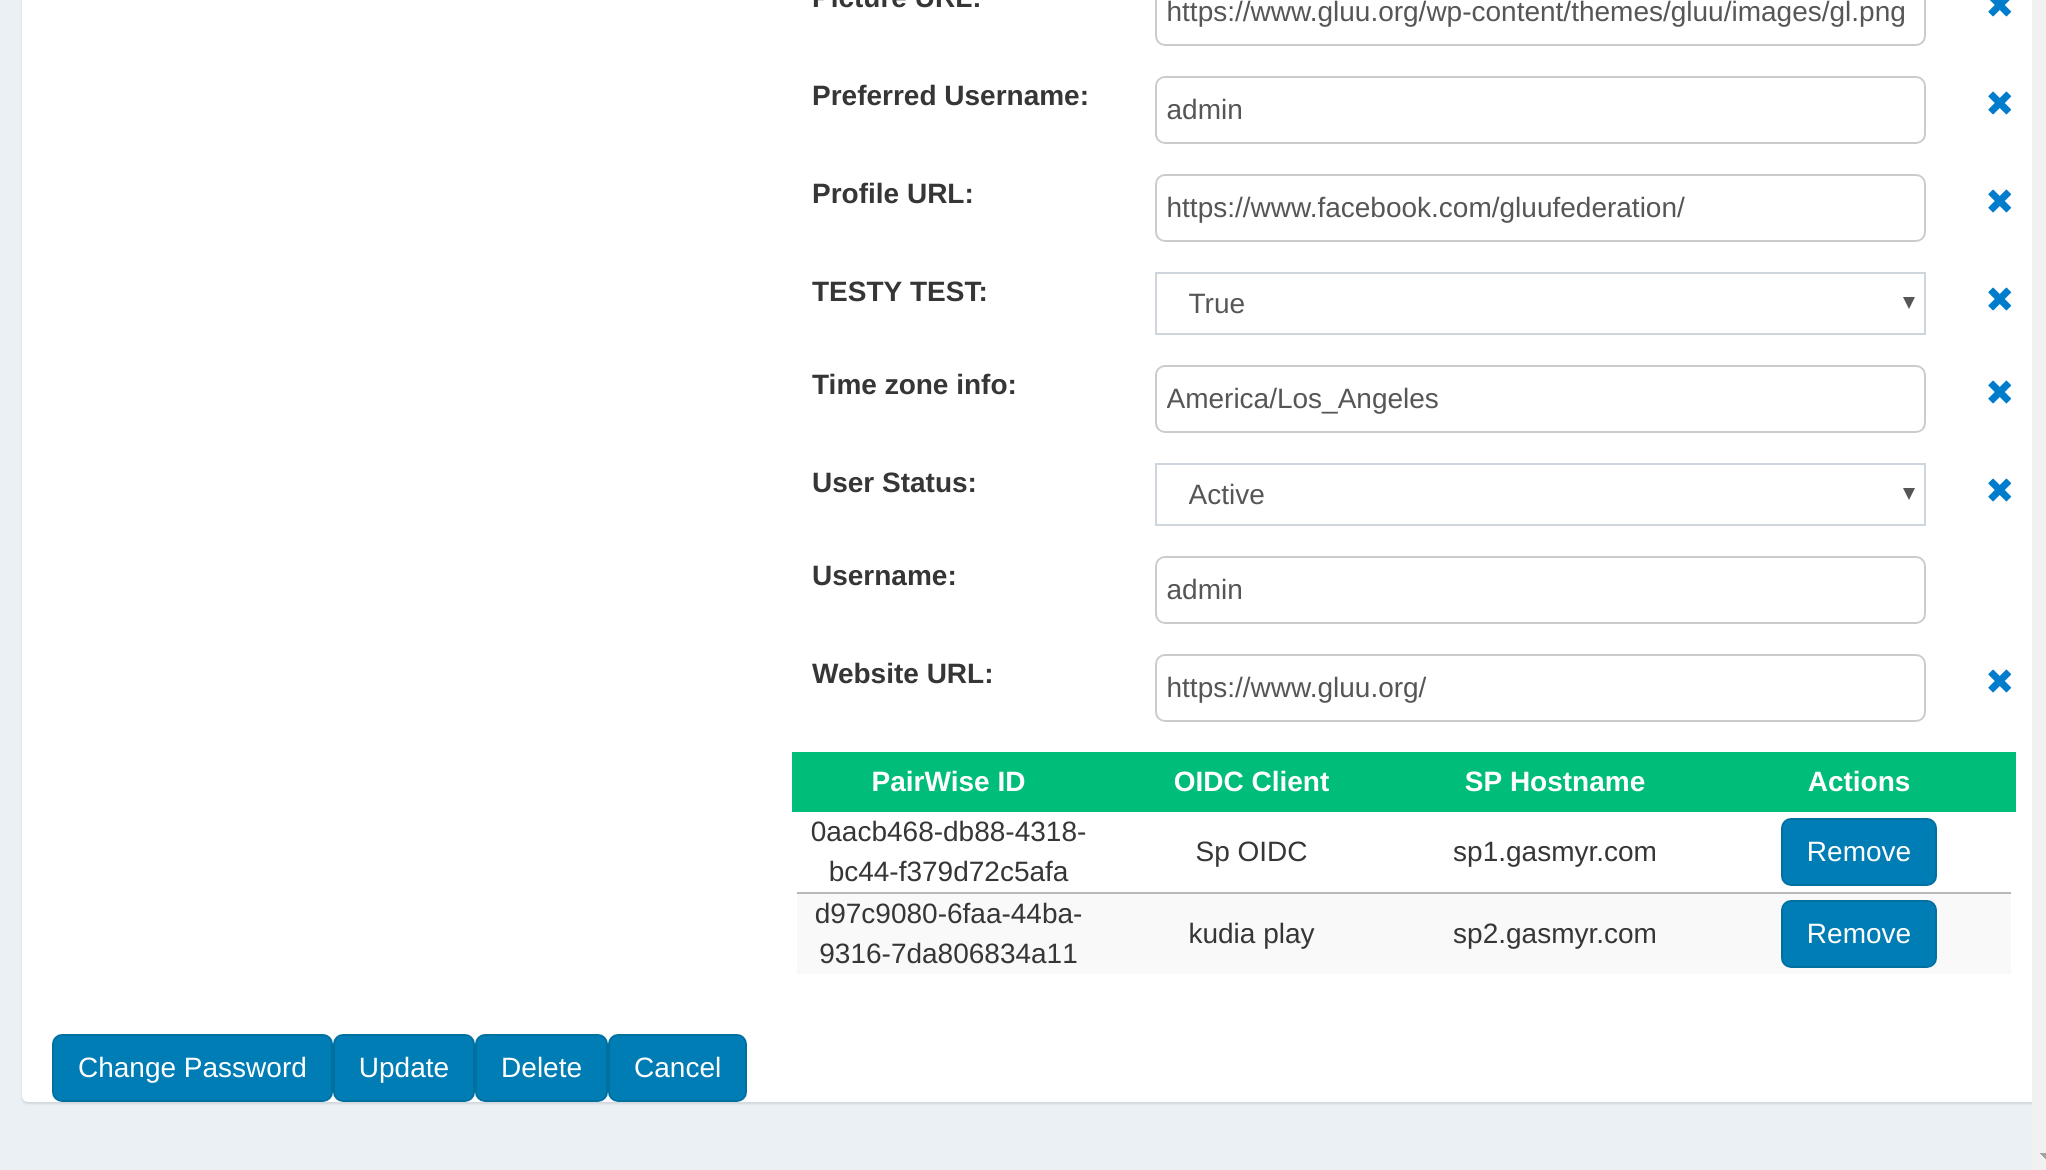 Picture URL:
https://www.gluu.org/wp-content/themes/gluu/images/gl.png
Preferred Username:
admin
Profile URL:
https://www.facebook.com/gluufederation/
TESTY TEST:
True
Time zone info:
America/Los_Angeles
User Status:
Active
Username:
admin
Website URL:
https://www.gluu.org/
PairWise ID OIDC Client SP Hostname Actions
0aacb468-db88-4318-
bc44-f379d72c5afa
Sp OIDC sp1.gasmyr.com Remove
d97c9080-6faa-44ba-
9316-7da806834a11
kudia play sp2.gasmyr.com Remove
Change Password Update Delete Cancel